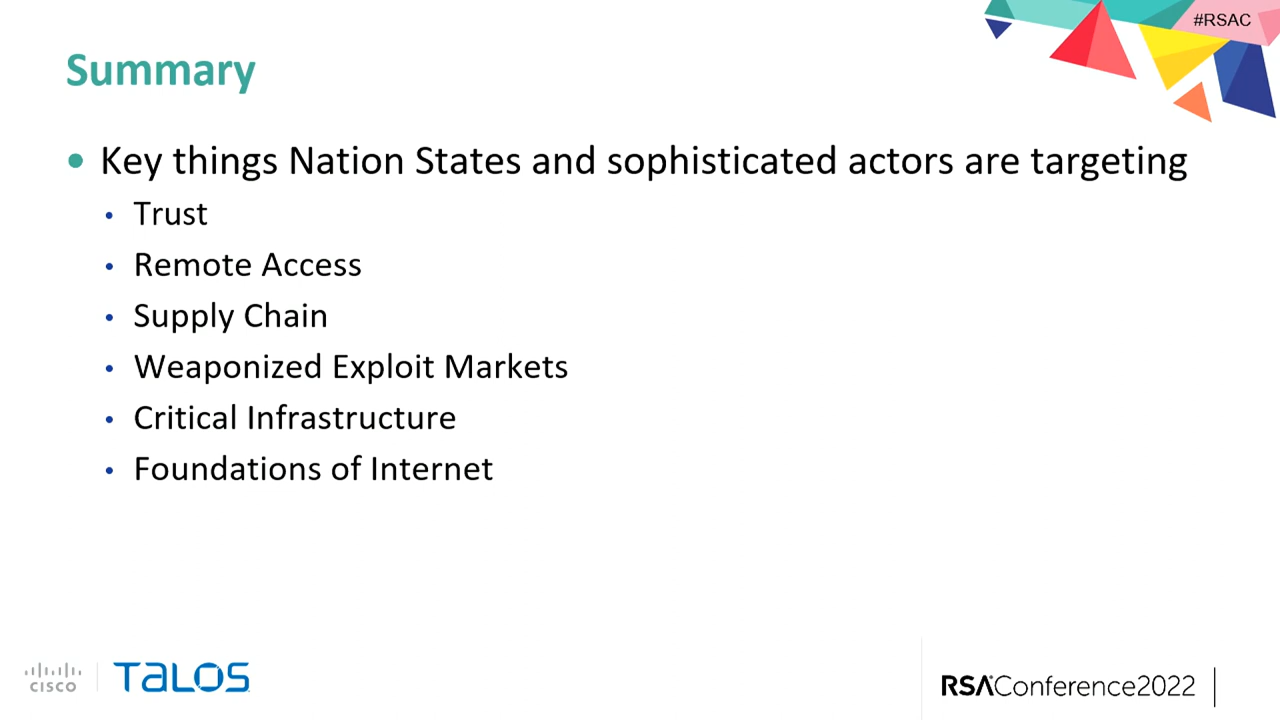 #RSAC
Summary
• Key things Nation States and sophisticated actors are targeting
• Trust
• Remote Access
• Supply Chain
• Weaponized Exploit Markets
• Critical Infrastructure
• Foundations of Internet
CISCO
TALOS
RSAConference2022